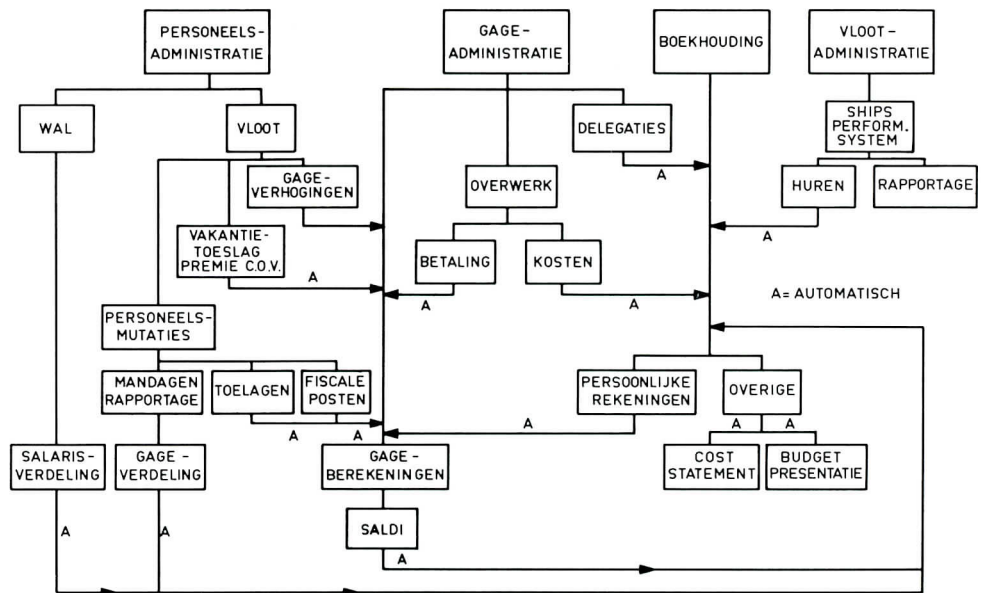 PERSONEELS-
ADMINISTRATIE
GAGE-
ADMINISTRATIE
BOEKHOUDING
VLOOT-
ADMINISTRATIE
WAL
VLOOT
DELEGATIES
SHIPS
PERFORM.
SYSTEM
A
GAGE-
VERHOGINGEN
OVERWERK
HUREN
RAPPORTAGE
A
VAKANTIE-
TOESLAG
PREMIE C.O.V.
A
BETALING
KOSTEN
A
A
A= AUTOMATISCH
PERSONEELS-
MUTATIES
MANDAGEN
RAPPORTAGE
TOELAGEN
FISCALE
POSTEN
PERSOONLIJKE
REKENINGEN
OVERIGE
A
A
A
A
A
SALARIS-
VERDELING
GAGE -
VERDELING
GAGE-
BEREKENINGEN
COST
STATEMENT
BUDGET
PRESENTATIE
A
A
SALDI
A